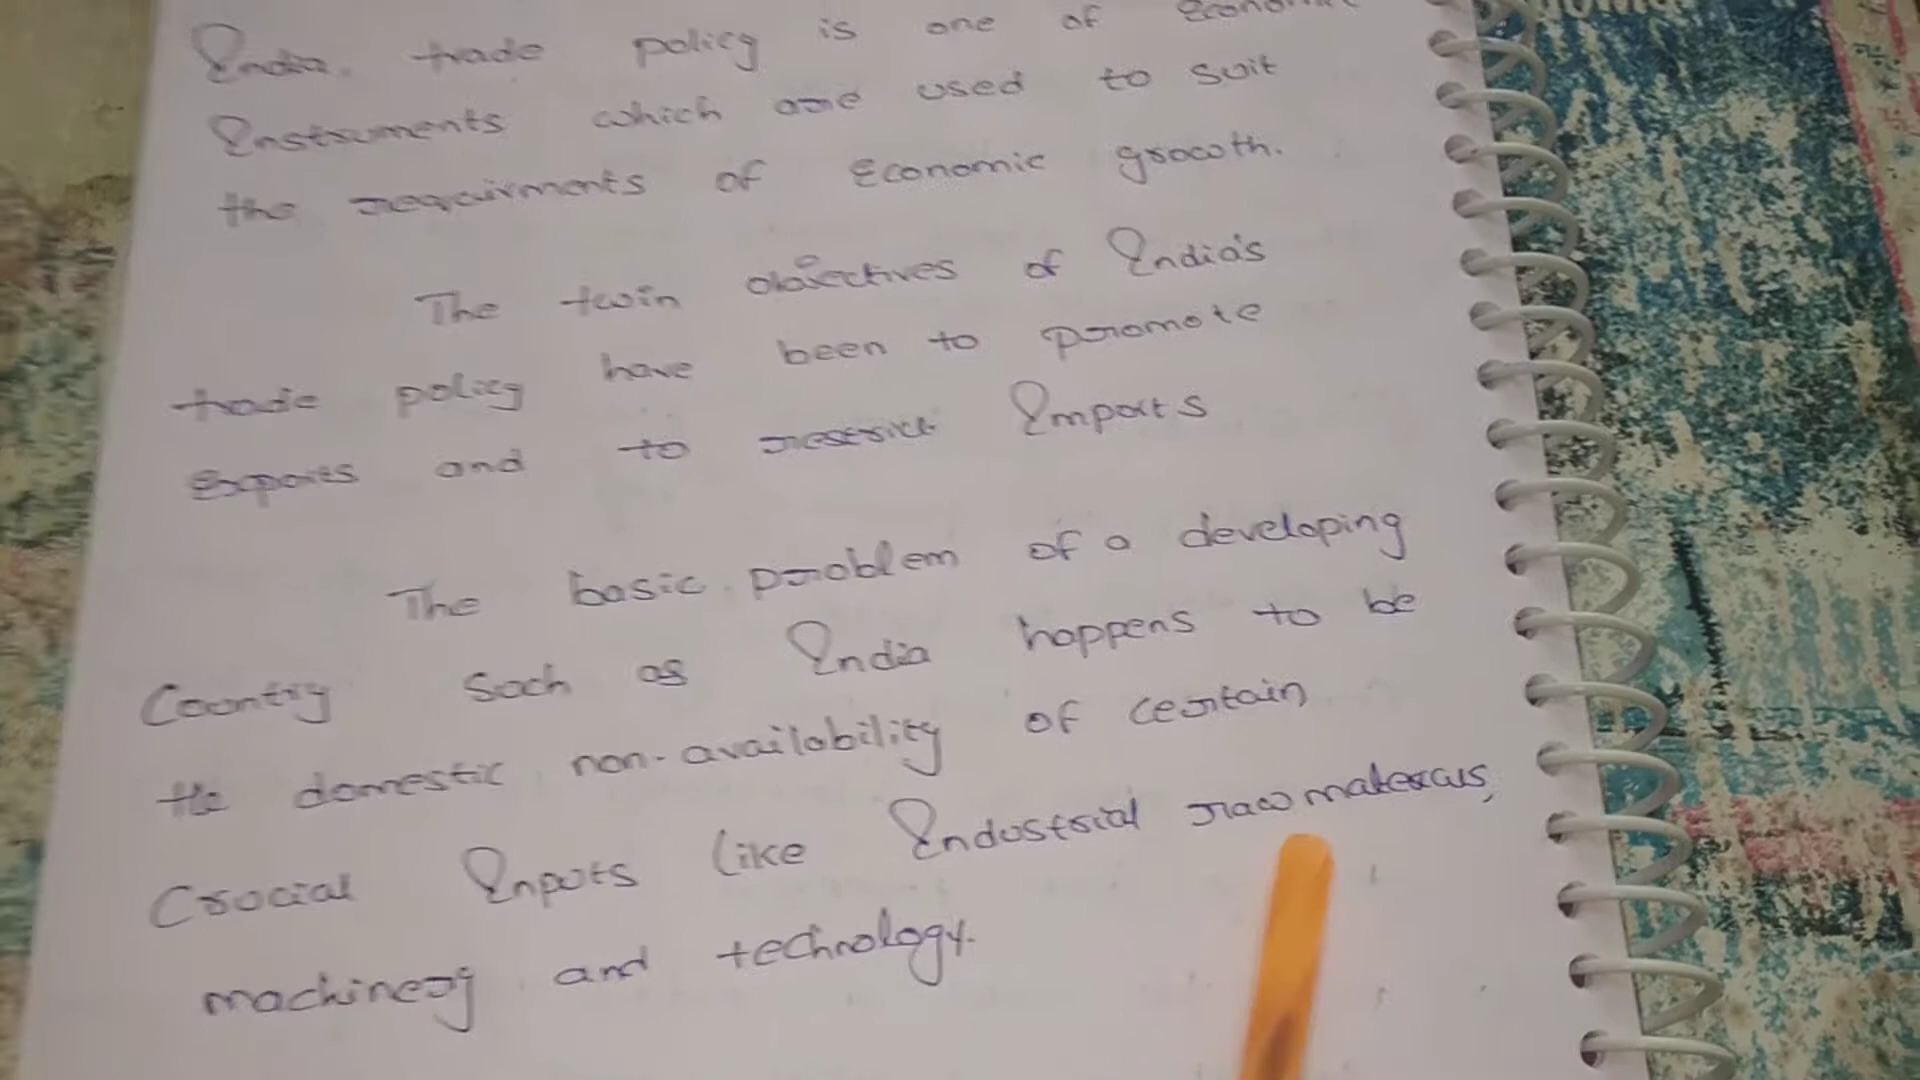 India, trade policy is one of Economic
Instruments which are used to suit
the requirments of Economic growth.
The twin objectives of India's
trade policy have been to promote
Exports and to restrict Imports
The basic problem of a developing
Country such as India happens to be
the domestic non-availability of certain
Crucial Inputs like Industrial raw materials,
machinery and technology.